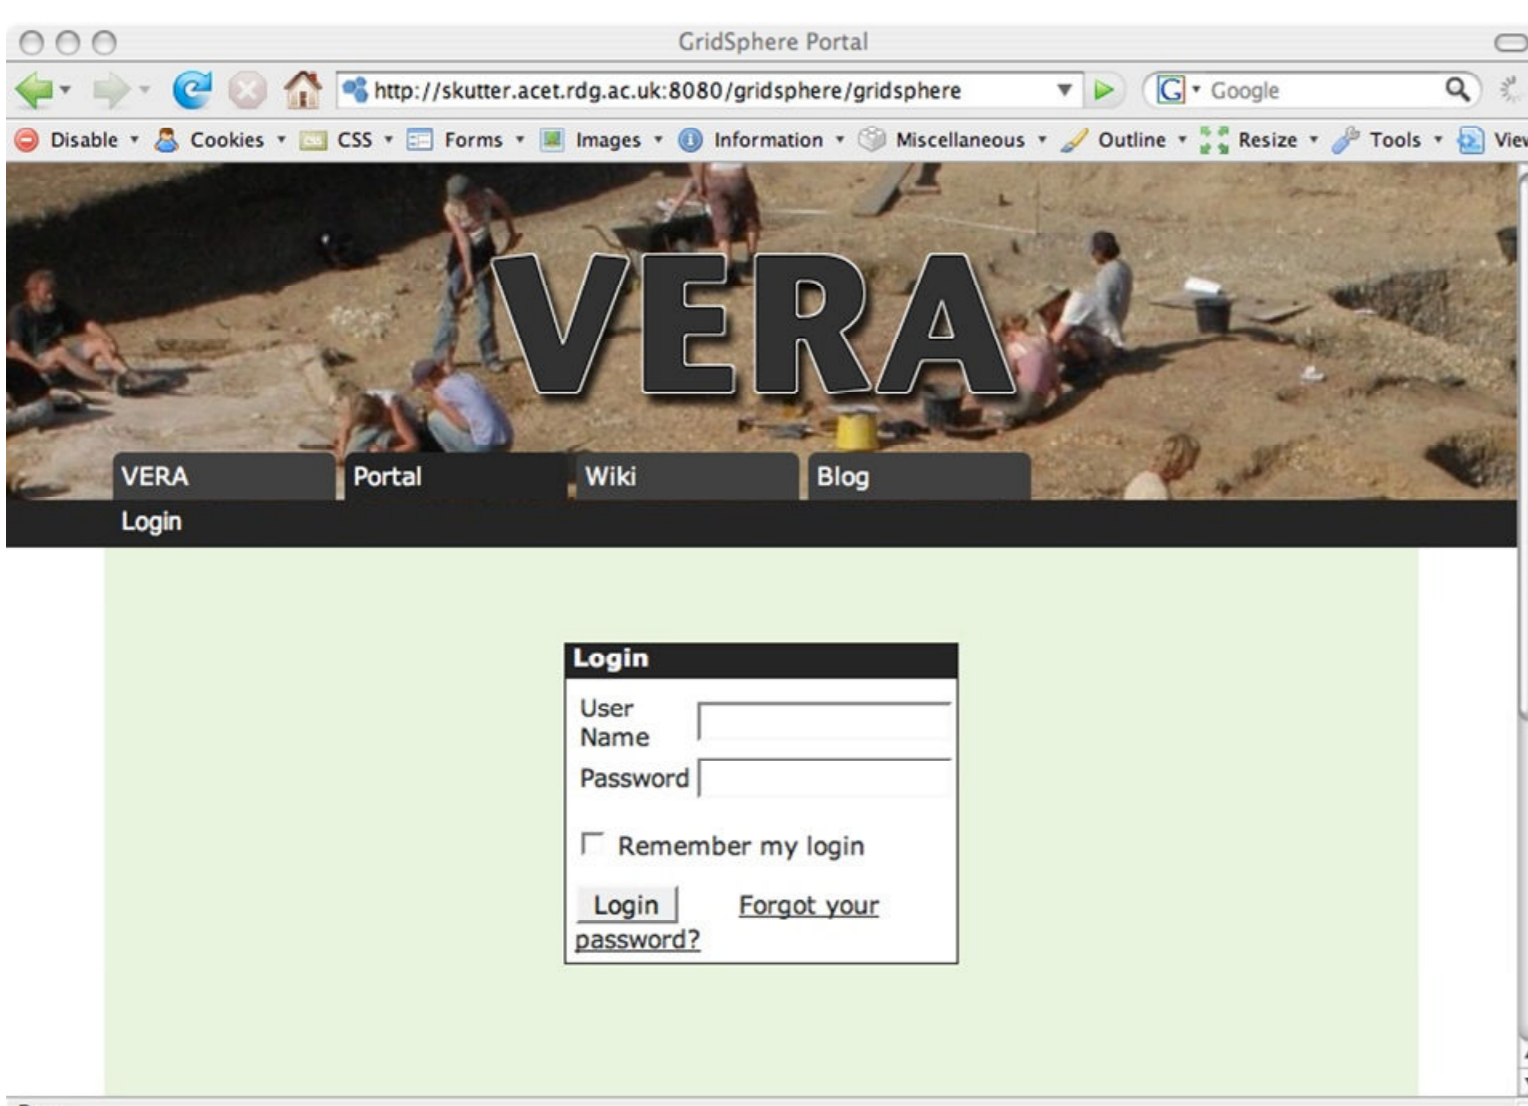 GridSphere Portal
http://skutter.acet.rdg.ac.uk:8080/gridsphere/gridsphere
G Google
Disable Cookies CSS Forms Images Information Miscellaneous Outline Resize Tools View
VERA
VERA Portal Wiki Blog
Login
Login
User
Name
Password
Remember my login
Login Forgot your
password?